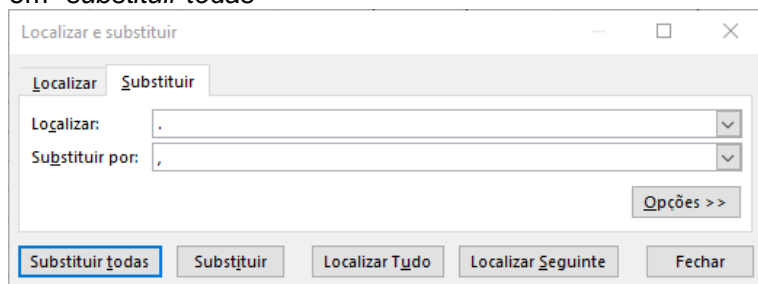 em "substituir todas"
Localizar e substituir
Localizar Substituir
Localizar: .
Substituir por: ,
Opções >>
Substituir todas Substituir Localizar Tudo Localizar Seguinte Fechar